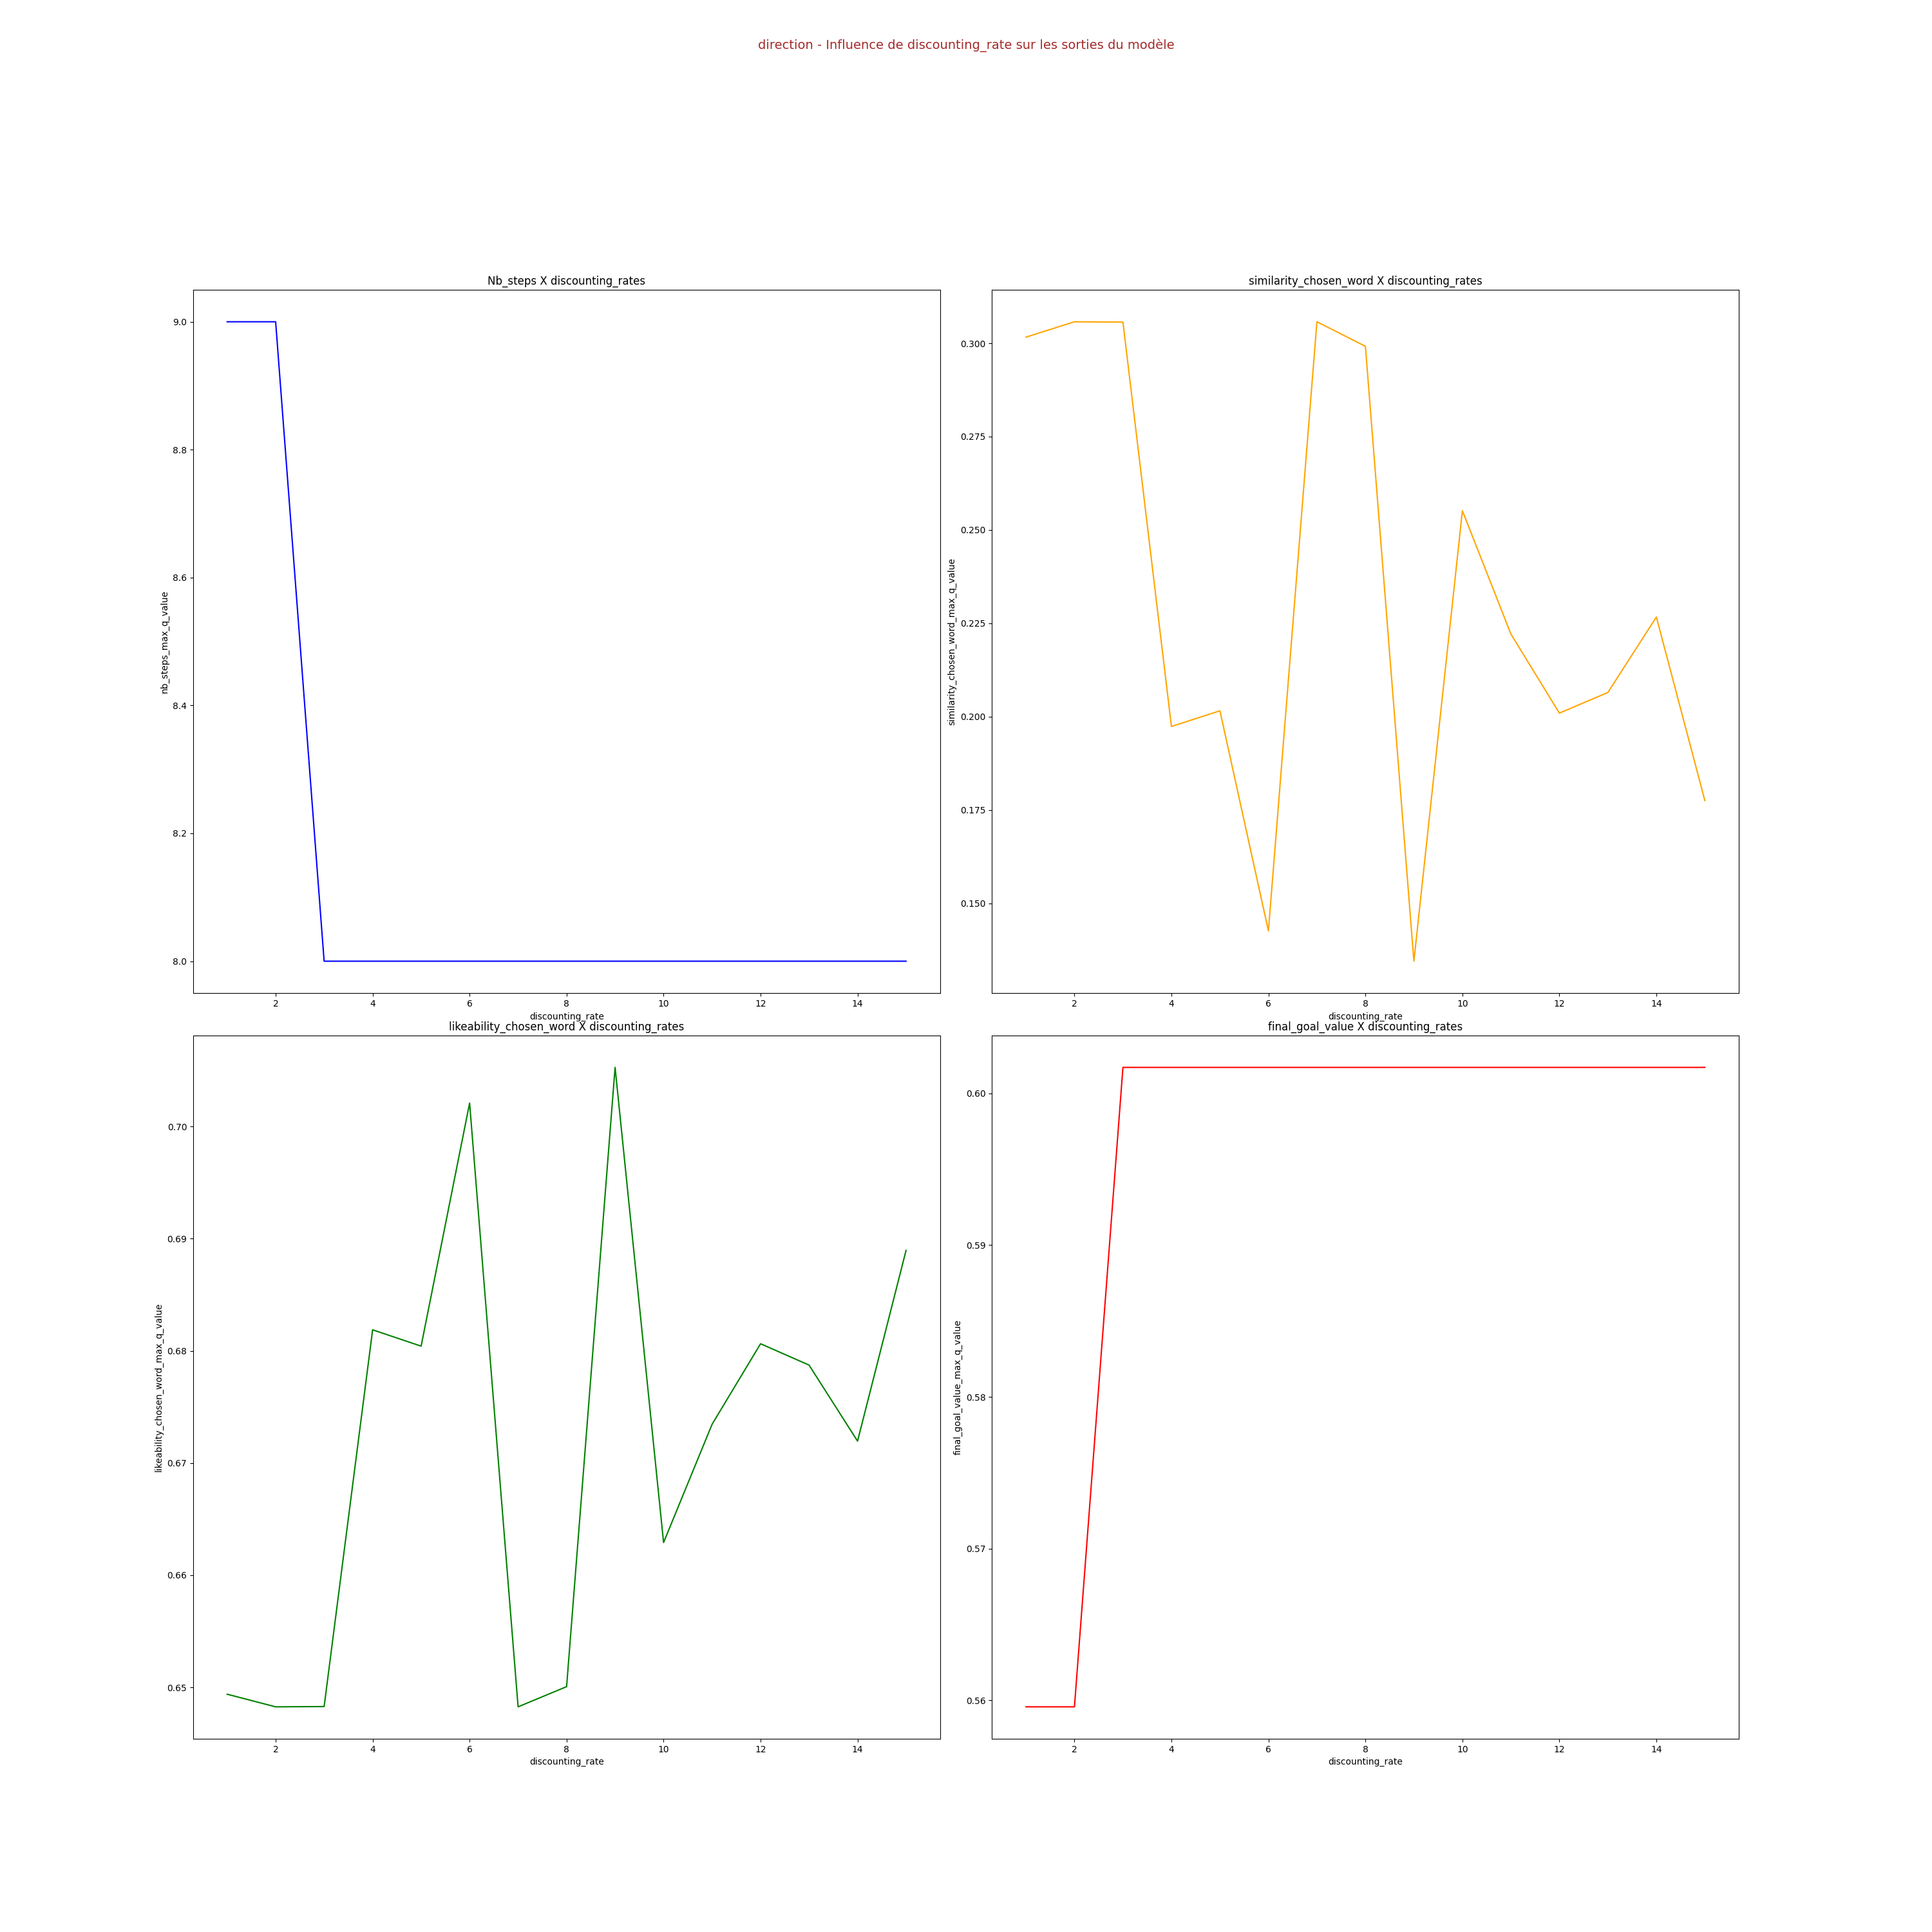 direction - Influence de discounting_rate sur les sorties du modèle
Nb_steps X discounting_rates
9.0
8.8
8.6
8.4
8.2
8.0
nb_steps_max_q_value
2 4 6 8 10 12 14
discounting_rate
similarity_chosen_word X discounting_rates
0.300
0.275
0.250
0.225
0.200
0.175
0.150
similarity_chosen_word_max_q_value
2 4 6 8 10 12 14
discounting_rate
likeability_chosen_word X discounting_rates
0.70
0.69
0.68
0.67
0.66
0.65
likeability_chosen_word_max_q_value
2 4 6 8 10 12 14
discounting_rate
final_goal_value X discounting_rates
0.60
0.59
0.58
0.57
0.56
final_goal_value_max_q_value
2 4 6 8 10 12 14
discounting_rate